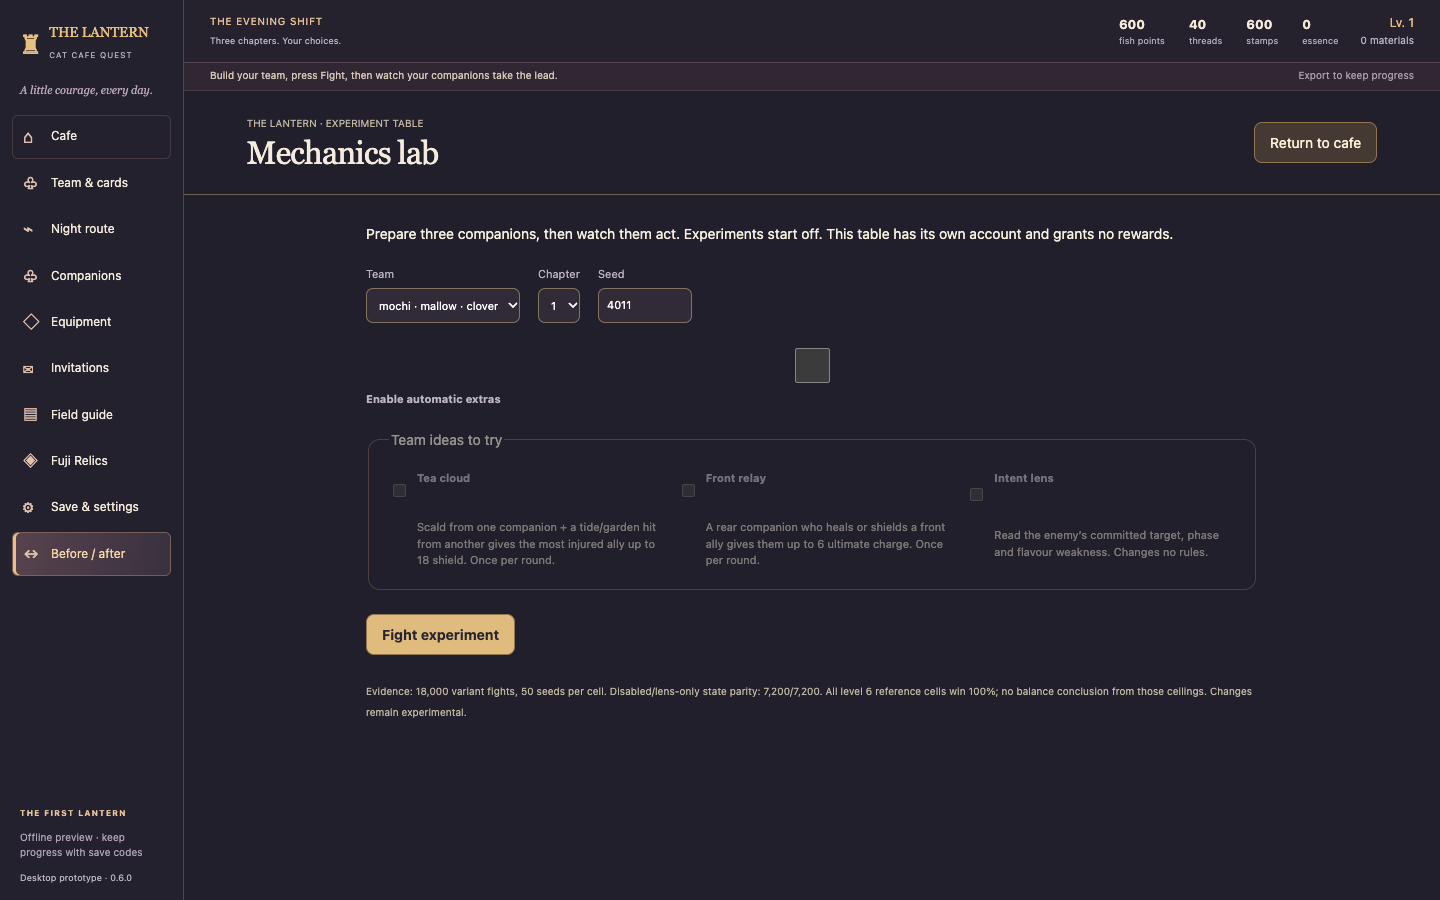 THE LANTERN
CAT CAFE QUEST
A little courage, every day.
Cafe
Team & cards
Night route
Companions
Equipment
Invitations
Field guide
Fuji Relics
Save & settings
Before / after
THE FIRST LANTERN
Offline preview · keep
progress with save codes
Desktop prototype · 0.6.0
THE EVENING SHIFT
Three chapters. Your choices.
600
fish points
40
threads
600
stamps
0
essence
Lv. 1
0 materials
Build your team, press Fight, then watch your companions take the lead.
Export to keep progress
THE LANTERN · EXPERIMENT TABLE
Mechanics lab
Return to cafe
Prepare three companions, then watch them act. Experiments start off. This table has its own account and grants no rewards.
Team
Chapter
Seed
mochi · mallow · clover
1
4011
Enable automatic extras
Team ideas to try
Tea cloud
Scald from one companion + a tide/garden hit
from another gives the most injured ally up to
18 shield. Once per round.
Front relay
A rear companion who heals or shields a front
ally gives them up to 6 ultimate charge. Once
per round.
Intent lens
Read the enemy's committed target, phase
and flavour weakness. Changes no rules.
Fight experiment
Evidence: 18,000 variant fights, 50 seeds per cell. Disabled/lens-only state parity: 7,200/7,200. All level 6 reference cells win 100%; no balance conclusion from those ceilings. Changes
remain experimental.